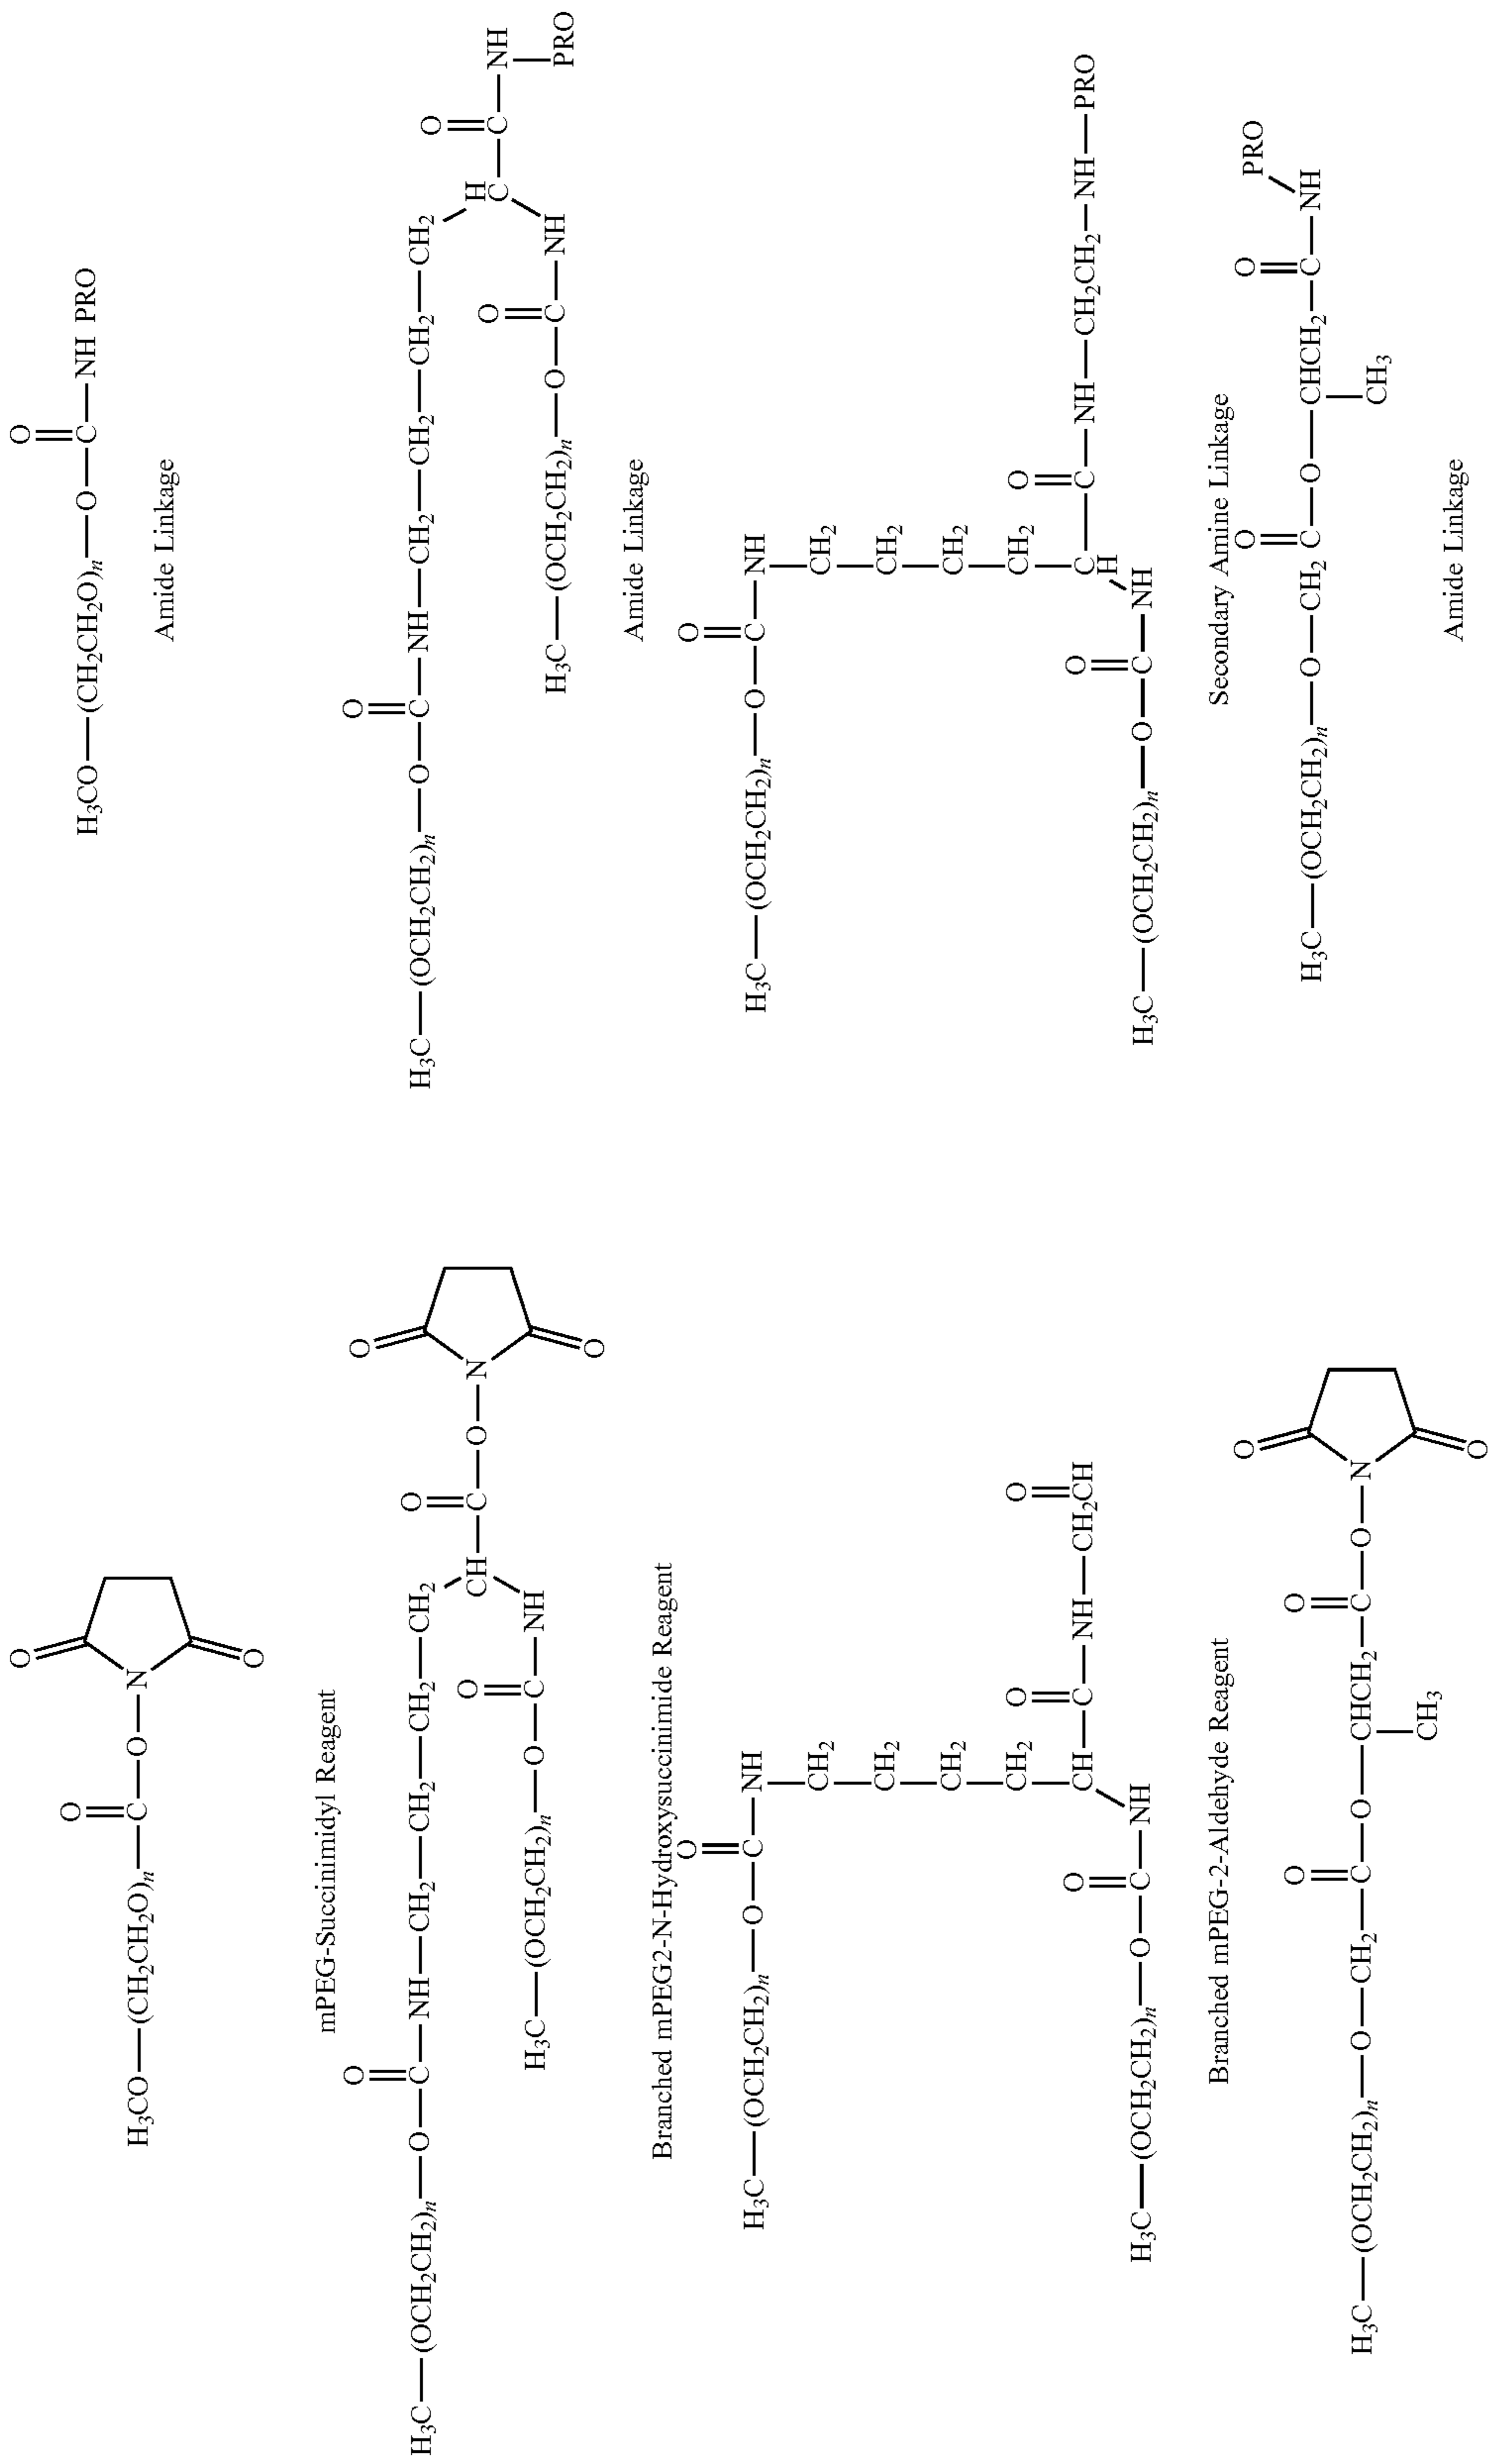 O O
O
H₃CO—(CH₂CH₂O)ₙ—C—O—N H₃CO—(CH₂CH₂O)ₙ—O—C—NH PRO
O
mPEG-Succinimidyl Reagent Amide Linkage
O O O
H₃C—(OCH₂CH₂)ₙ—O—C—NH—CH₂—CH₂—CH₂—CH₂ H₃C—(OCH₂CH₂)ₙ—O—C—NH—CH₂—CH₂—CH₂—CH₂
O O
CH—C—O—N HC—C—NH
O NH O NH PRO
H₃C—(OCH₂CH₂)ₙ—O—C H₃C—(OCH₂CH₂)ₙ—O—C
O
Branched mPEG2-N-Hydroxysuccinimide Reagent Amide Linkage
O O
H₃C—(OCH₂CH₂)ₙ—O—C—NH H₃C—(OCH₂CH₂)ₙ—O—C—NH
CH₂ CH₂
CH₂ CH₂
CH₂ CH₂
CH₂ O O CH₂ O
CH—C—NH—CH₂CH CH—C—NH—CH₂CH₂—NH—PRO
O NH O NH
H₃C—(OCH₂CH₂)ₙ—O—C H₃C—(OCH₂CH₂)ₙ—O—C
Branched mPEG-2-Aldehyde Reagent Secondary Amine Linkage
O O O O O PRO
H₃C—(OCH₂CH₂)ₙ—O—CH₂—C—O—CHCH₂—C—O—N H₃C—(OCH₂CH₂)ₙ—O—CH₂—C—O—CHCH₂—C—NH
CH₃ O CH₃
Amide Linkage